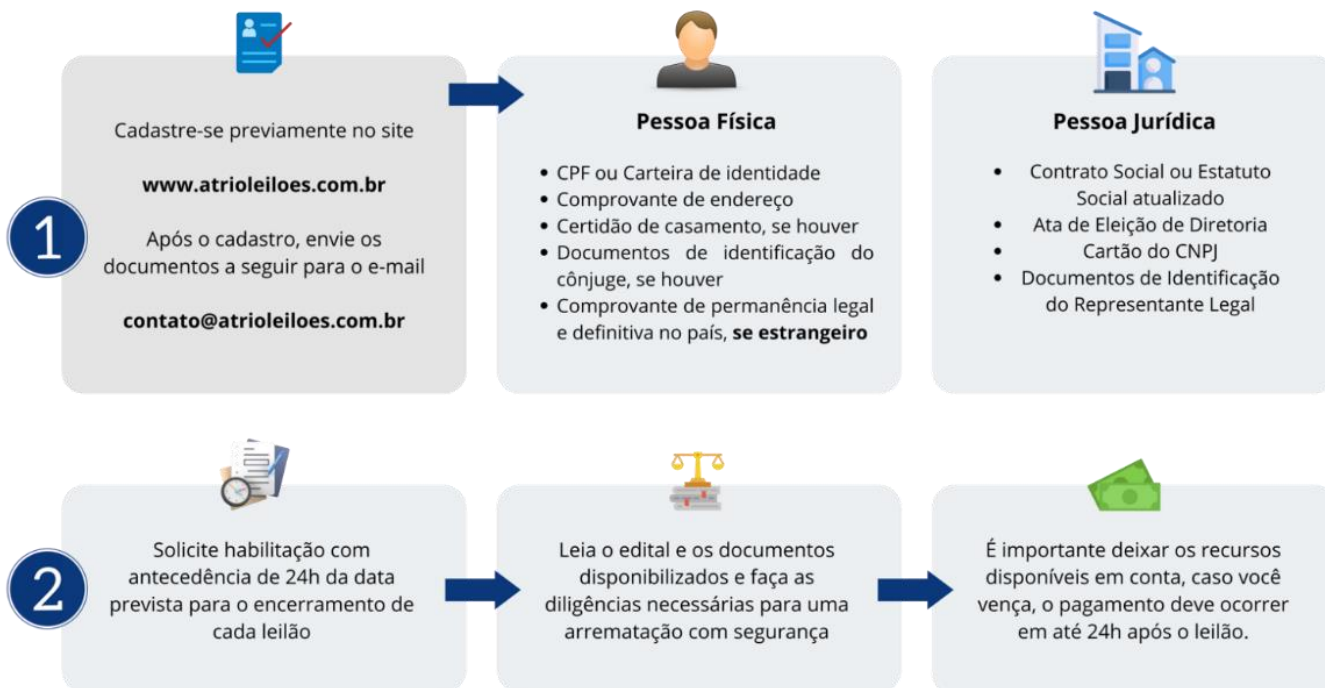 1
Cadastre-se previamente no site
www.atrioleiloes.com.br
Após o cadastro, envie os
documentos a seguir para o e-mail
contato@atrioleiloes.com.br
Pessoa Física
• CPF ou Carteira de identidade
• Comprovante de endereço
• Certidão de casamento, se houver
• Documentos de identificação do
cônjuge, se houver
• Comprovante de permanência legal
e definitiva no país, se estrangeiro
Pessoa Jurídica
• Contrato Social ou Estatuto
Social atualizado
• Ata de Eleição de Diretoria
• Cartão do CNPJ
• Documentos de Identificação
do Representante Legal
2
Solicite habilitação com
antecedência de 24h da data
prevista para o encerramento de
cada leilão
Leia o edital e os documentos
disponibilizados e faça as
diligências necessárias para uma
arrematação com segurança
É importante deixar os recursos
disponíveis em conta, caso você
vença, o pagamento deve ocorrer
em até 24h após o leilão.